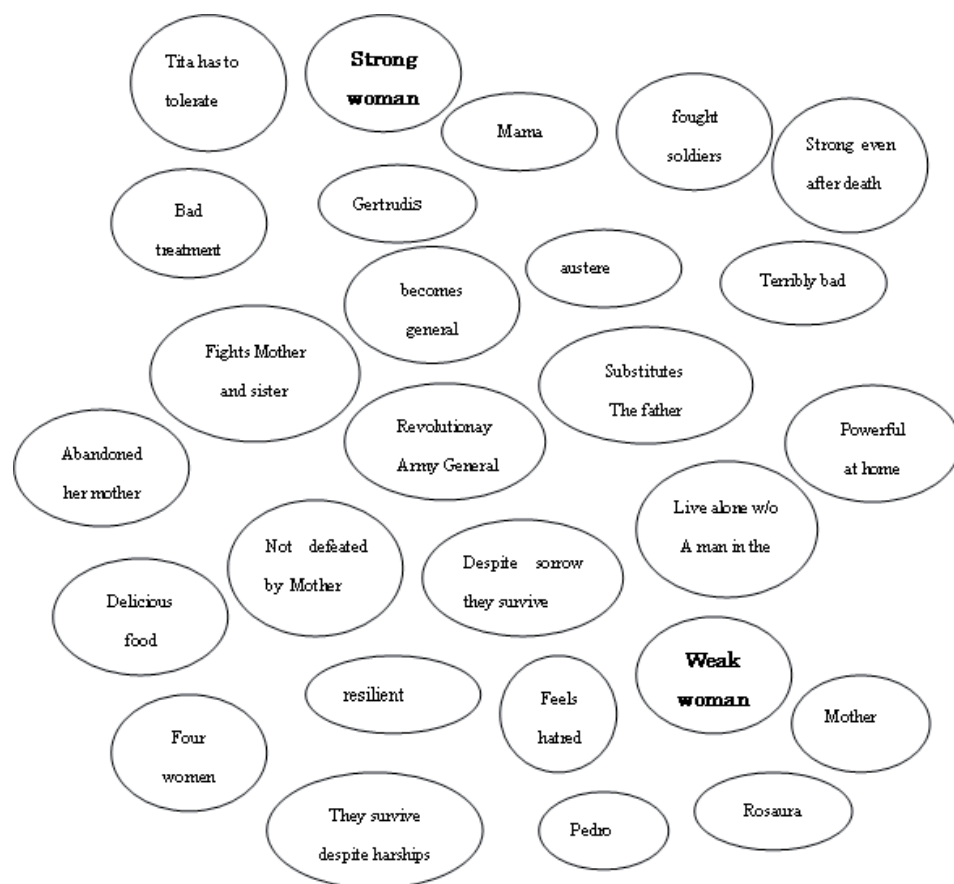 Tita has to
tolerate
Strong
woman
Mama
fought
soldiers
Strong even
after death
Bad
treatment
Gertrudis
austere
Terribly bad
becomes
general
Fights Mother
and sister
Substitutes
The father
Revolutionay
Army General
Powerful
at home
Abandoned
her mother
Live alone w/o
A man in the
Not defeated
by Mother
Despite sorrow
they survive
Delicious
food
Weak
woman
resilient
Feels
hatred
Mother
Four
women
They survive
despite harships
Pedro
Rosaura